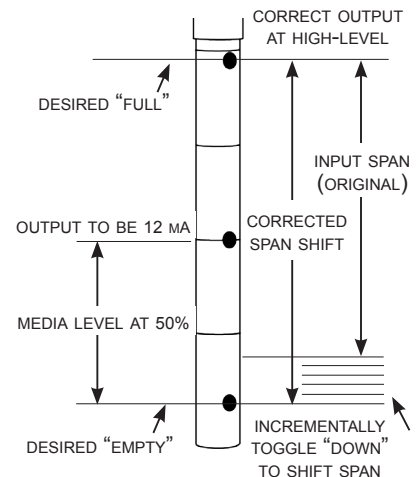 CORRECT OUTPUT
AT HIGH-LEVEL
DESIRED “FULL”
INPUT SPAN
(ORIGINAL)
OUTPUT TO BE 12 MA
CORRECTED
SPAN SHIFT
MEDIA LEVEL AT 50%
DESIRED “EMPTY”
INCREMENTALLY
TOGGLE “DOWN”
TO SHIFT SPAN